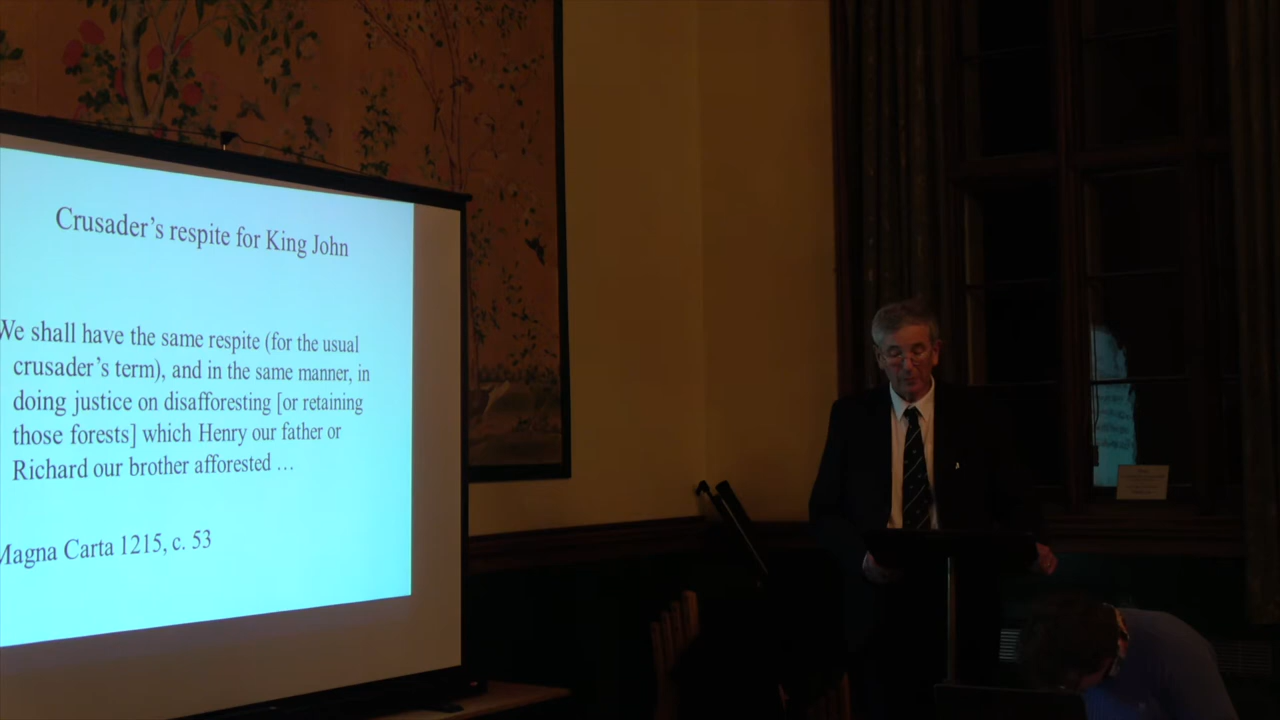 Crusader's respite for King John
We shall have the same respite (for the usual
crusader's term), and in the same manner, in
doing justice on disafforesting [or retaining
those forests] which Henry our father or
Richard our brother afforested …
Magna Carta 1215, c. 53